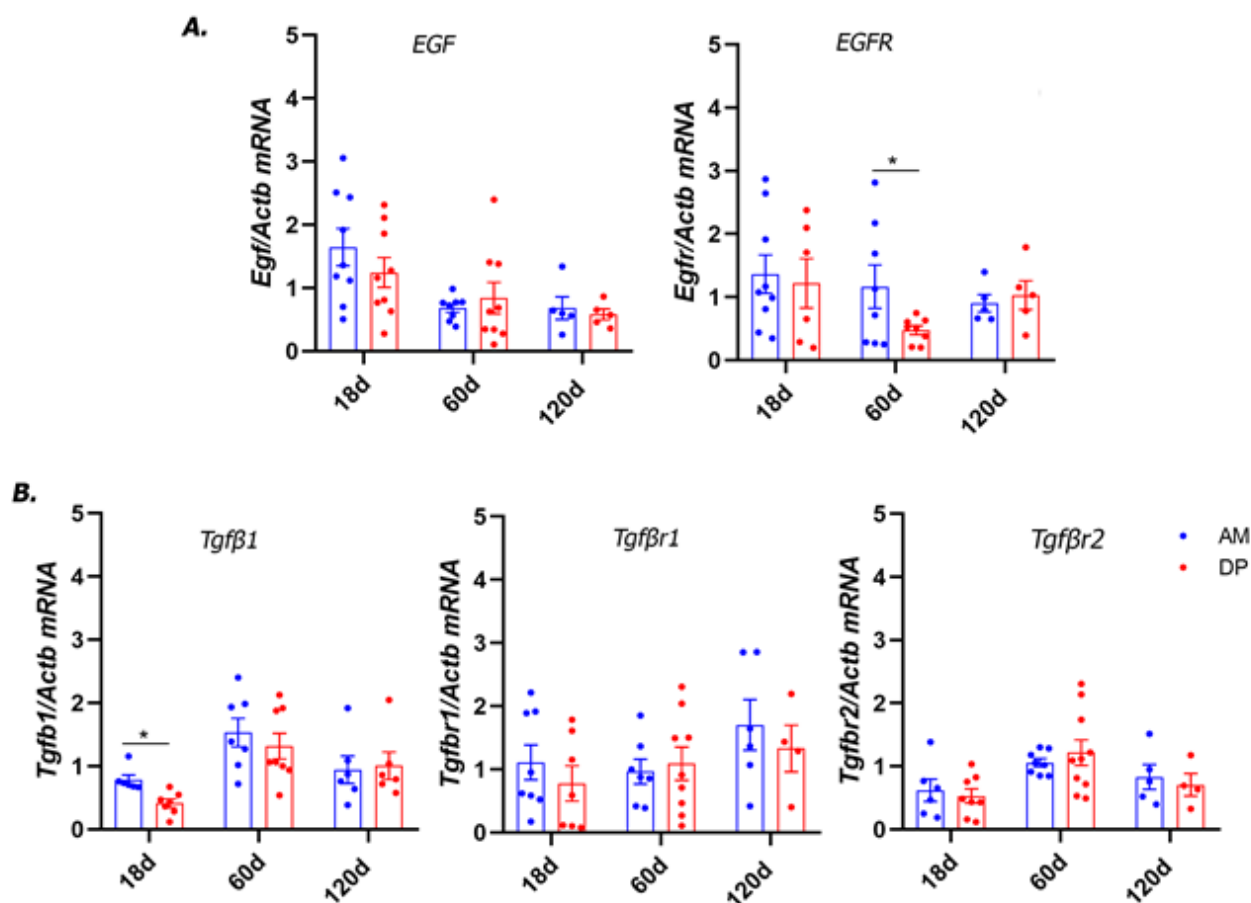 A.
EGF
Egf/Actb mRNA
5
4
3
2
1
0
18d
60d
120d
EGFR
Egfr/Actb mRNA
5
4
3
2
1
0
18d
60d
120d
*
B.
Tgfβ1
Tgfb1/Actb mRNA
5
4
3
2
1
0
18d
60d
120d
*
Tgfβr1
Tgfbr1/Actb mRNA
5
4
3
2
1
0
18d
60d
120d
Tgfβr2
Tgfbr2/Actb mRNA
5
4
3
2
1
0
18d
60d
120d
AM
DP